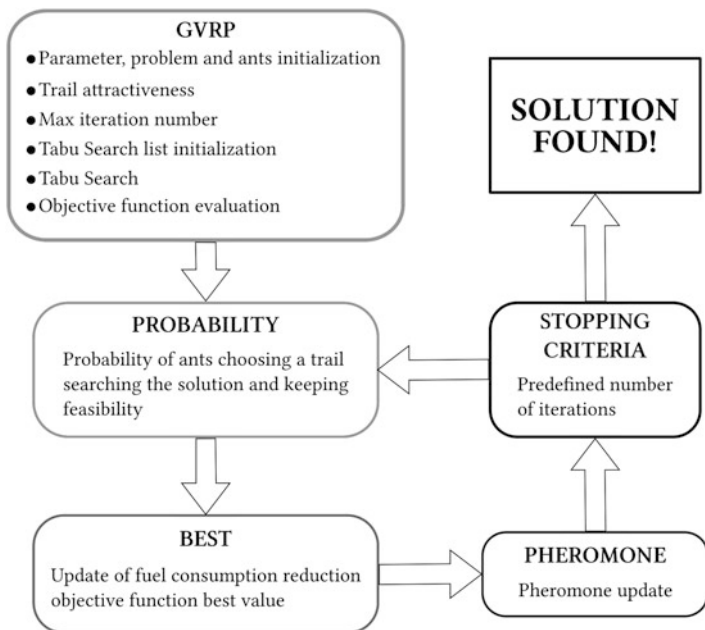 GVRP
● Parameter, problem and ants initialization
● Trail attractiveness
● Max iteration number
● Tabu Search list initialization
● Tabu Search
● Objective function evaluation
SOLUTION
FOUND!
PROBABILITY
Probability of ants choosing a trail
searching the solution and keeping
feasibility
STOPPING
CRITERIA
Predefined number
of iterations
BEST
Update of fuel consumption reduction
objective function best value
PHEROMONE
Pheromone update